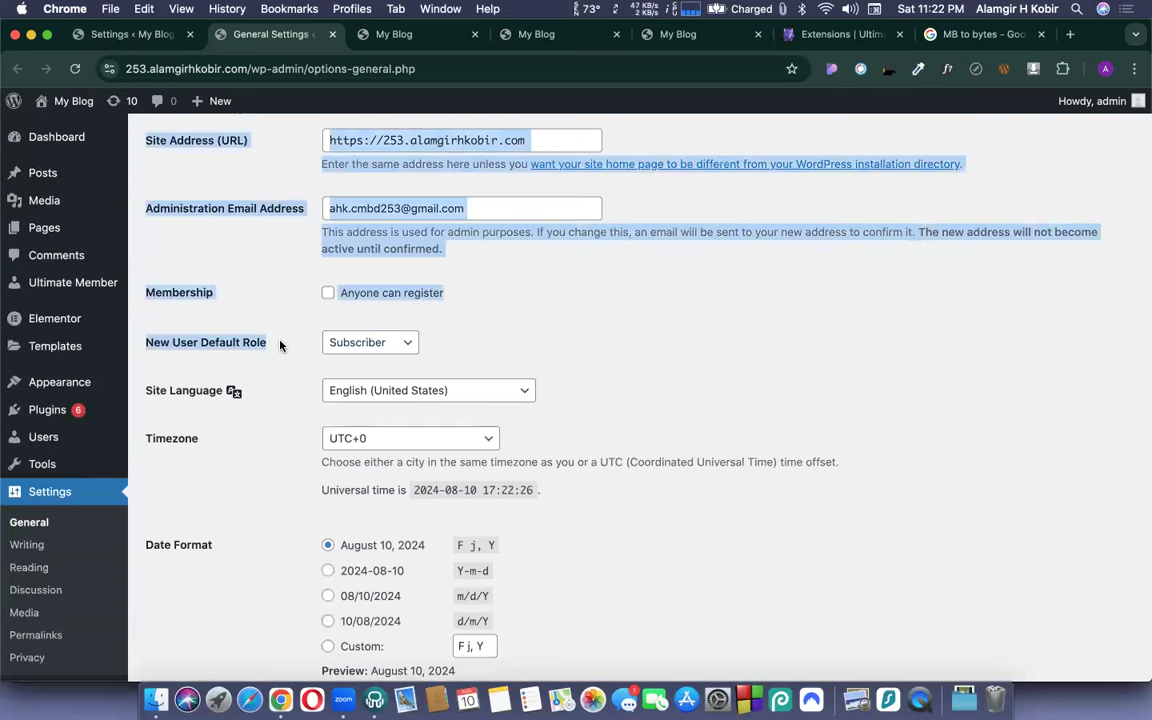 Chrome File Edit View History Bookmarks Profiles Tab Window Help 73° 47 KB/s 2 KB/s Charged Sat 11:22 PM Alamgir H Kobir
Settings ‹ My Blog General Settings ‹ My Blog My Blog My Blog Extensions | Ultim MB to bytes - Goo
253.alamgirhkobir.com/wp-admin/options-general.php
My Blog 10 0 New Howdy, admin
Dashboard
Posts
Media
Pages
Comments
Ultimate Member
Elementor
Templates
Appearance
Plugins 6
Users
Tools
Settings
General
Writing
Reading
Discussion
Media
Permalinks
Privacy
Site Address (URL) https://253.alamgirhkobir.com
Enter the same address here unless you want your site home page to be different from your WordPress installation directory.
Administration Email Address ahk.cmbd253@gmail.com
This address is used for admin purposes. If you change this, an email will be sent to your new address to confirm it. The new address will not become
active until confirmed.
Membership Anyone can register
New User Default Role Subscriber
Site Language English (United States)
Timezone UTC+0
Choose either a city in the same timezone as you or a UTC (Coordinated Universal Time) time offset.
Universal time is 2024-08-10 17:22:26 .
Date Format August 10, 2024 F j, Y
2024-08-10 Y-m-d
08/10/2024 m/d/Y
10/08/2024 d/m/Y
Custom: F j, Y
Preview: August 10, 2024
zoom 10